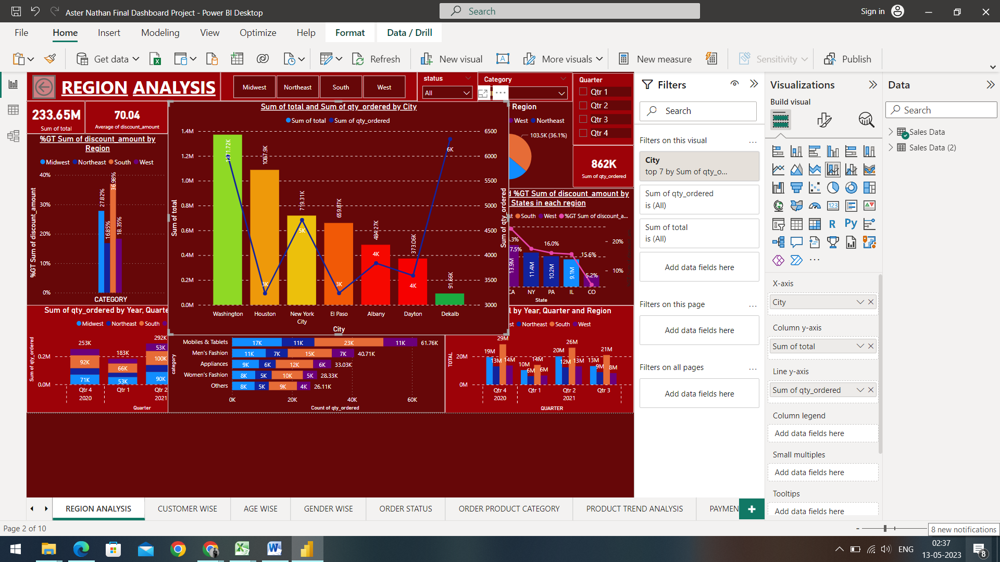 Aster Nathan Final Dashboard Project - Power BI Desktop
Search
Sign in
File
Home
Insert
Modeling
View
Optimize
Help
Format
Data / Drill
Get data
Refresh
New visual
More visuals
New measure
Sensitivity
Publish
REGION ANALYSIS
Midwest
Northeast
South
West
status
All
Category
Quarter
Qtr 1
Qtr 2
Qtr 3
Qtr 4
233.65M
Sum of total
70.04
Average of discount_amount
%GT Sum of discount_amount by
Region
Midwest Northeast South West
%GT Sum of discount_amount
40%
30%
20%
10%
0%
27.82%
16.85%
36.98%
18.35%
CATEGORY
Sum of total and Sum of qty_ordered by City
Sum of total Sum of qty_ordered
Sum of total
1.4M
1.2M
1.0M
0.8M
0.6M
0.4M
0.2M
0.0M
1371.72K
1087.9K
719.31K
659.87K
484.27K
373.06K
91.66K
3K
5K
3K
4K
4K
6K
6500
6000
5500
5000
4500
4000
3500
3000
Sum of qty_ordered
Washington
Houston
New York
City
El Paso
Albany
Dayton
Dekalb
City
Region
West Northeast
103.5K (36.1%)
862K
Sum of qty_ordered
%GT Sum of discount_amount by
States in each region
South West %GT Sum of discount_a...
7.5%
16.0%
15.6%
5.2%
20%
10%
13.9M
11.4M
10.2M
9.1M
CA
NY
PA
IL
CO
State
Sum of qty_ordered by Year, Quarte
Midwest Northeast South
Sum of qty_ordered
0.2M
0.0M
253K
92K
71K
183K
66K
53K
292K
53K
100K
90K
Qtr 4
Qtr 1
Qtr 2
2020
2021
Quarter
category
Mobiles & Tablets 17K 11K 23K 11K 61.76K
Men's Fashion 11K 7K 15K 7K 40.71K
Appliances 9K 6K 12K 6K 33.03K
Women's Fashion 8K 5K 10K 5K 28.33K
Others 8K 5K 9K 4K 26.11K
0K 20K 40K 60K
Count of qty_ordered
l by Year, Quarter and Region
st Northeast South West
TOTAL
20M
0M
19M
13M
29M
14M
10M
6M
14M
6M
20M
12M
26M
13M
13M
9M
21M
8M
Qtr 4
Qtr 1
Qtr 2
Qtr 3
2020
2021
QUARTER
Filters
Search
Filters on this visual
...
City
top 7 by Sum of qty_o...
Sum of qty_ordered
is (All)
Sum of total
is (All)
Add data fields here
Filters on this page
...
Add data fields here
Filters on all pages
...
Add data fields here
Visualizations
Build visual
123
R
Py
...
X-axis
City
Column y-axis
Sum of total
Line y-axis
Sum of qty_ordered
Column legend
Add data fields here
Small multiples
Add data fields here
Tooltips
Add data fields here
Data
Search
Sales Data
Sales Data (2)
REGION ANALYSIS
CUSTOMER WISE
AGE WISE
GENDER WISE
ORDER STATUS
ORDER PRODUCT CATEGORY
PRODUCT TREND ANALYSIS
PAYMEN
Page 2 of 10
8 new notifications
ENG
02:37
13-05-2023
8